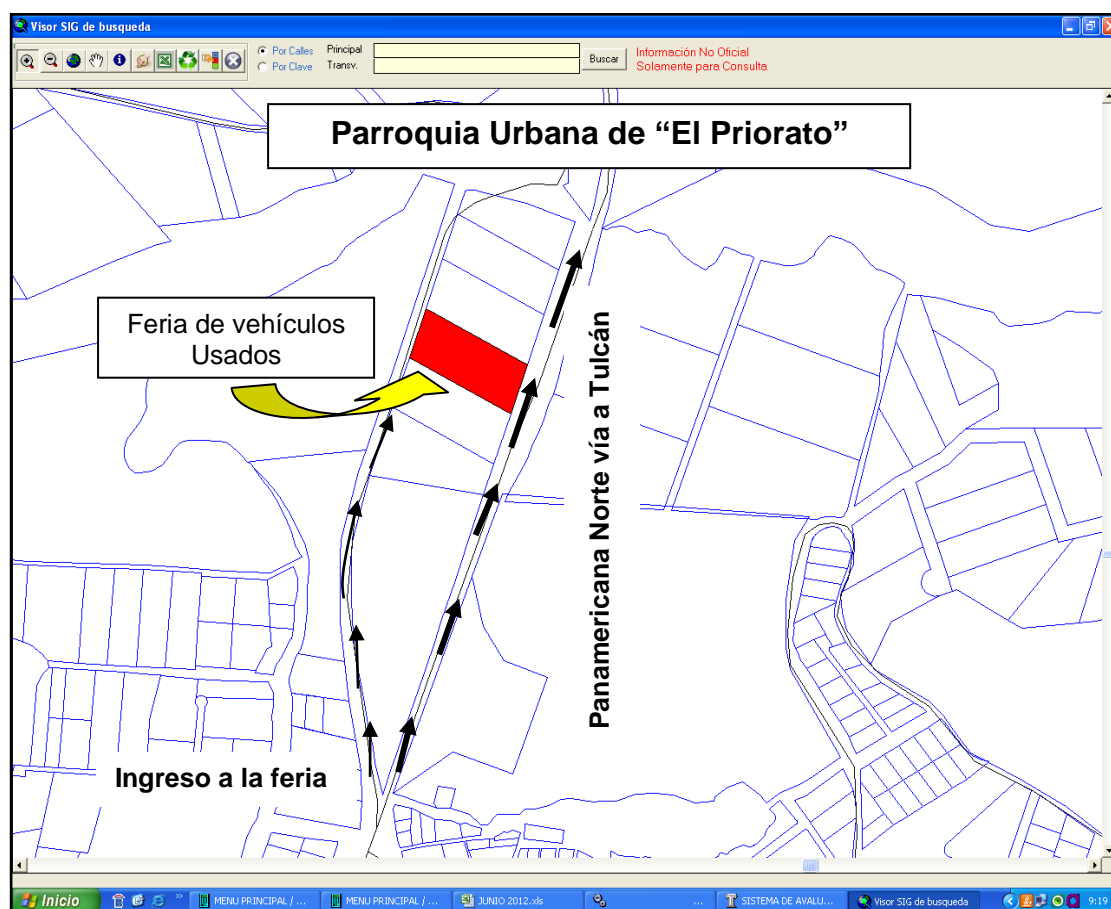 Visor SIG de busqueda
Por Calles Principal
Por Clave Transv.
Buscar
Información No Oficial
Solamente para Consulta
Parroquia Urbana de “El Priorato”
Feria de vehículos
Usados
Panamericana Norte vía a Tulcán
Ingreso a la feria
Inicio
MENU PRINCIPAL / ...
MENU PRINCIPAL / ...
JUNIO 2012.xls
...
SISTEMA DE AVALU...
Visor SIG de busqueda
9:19